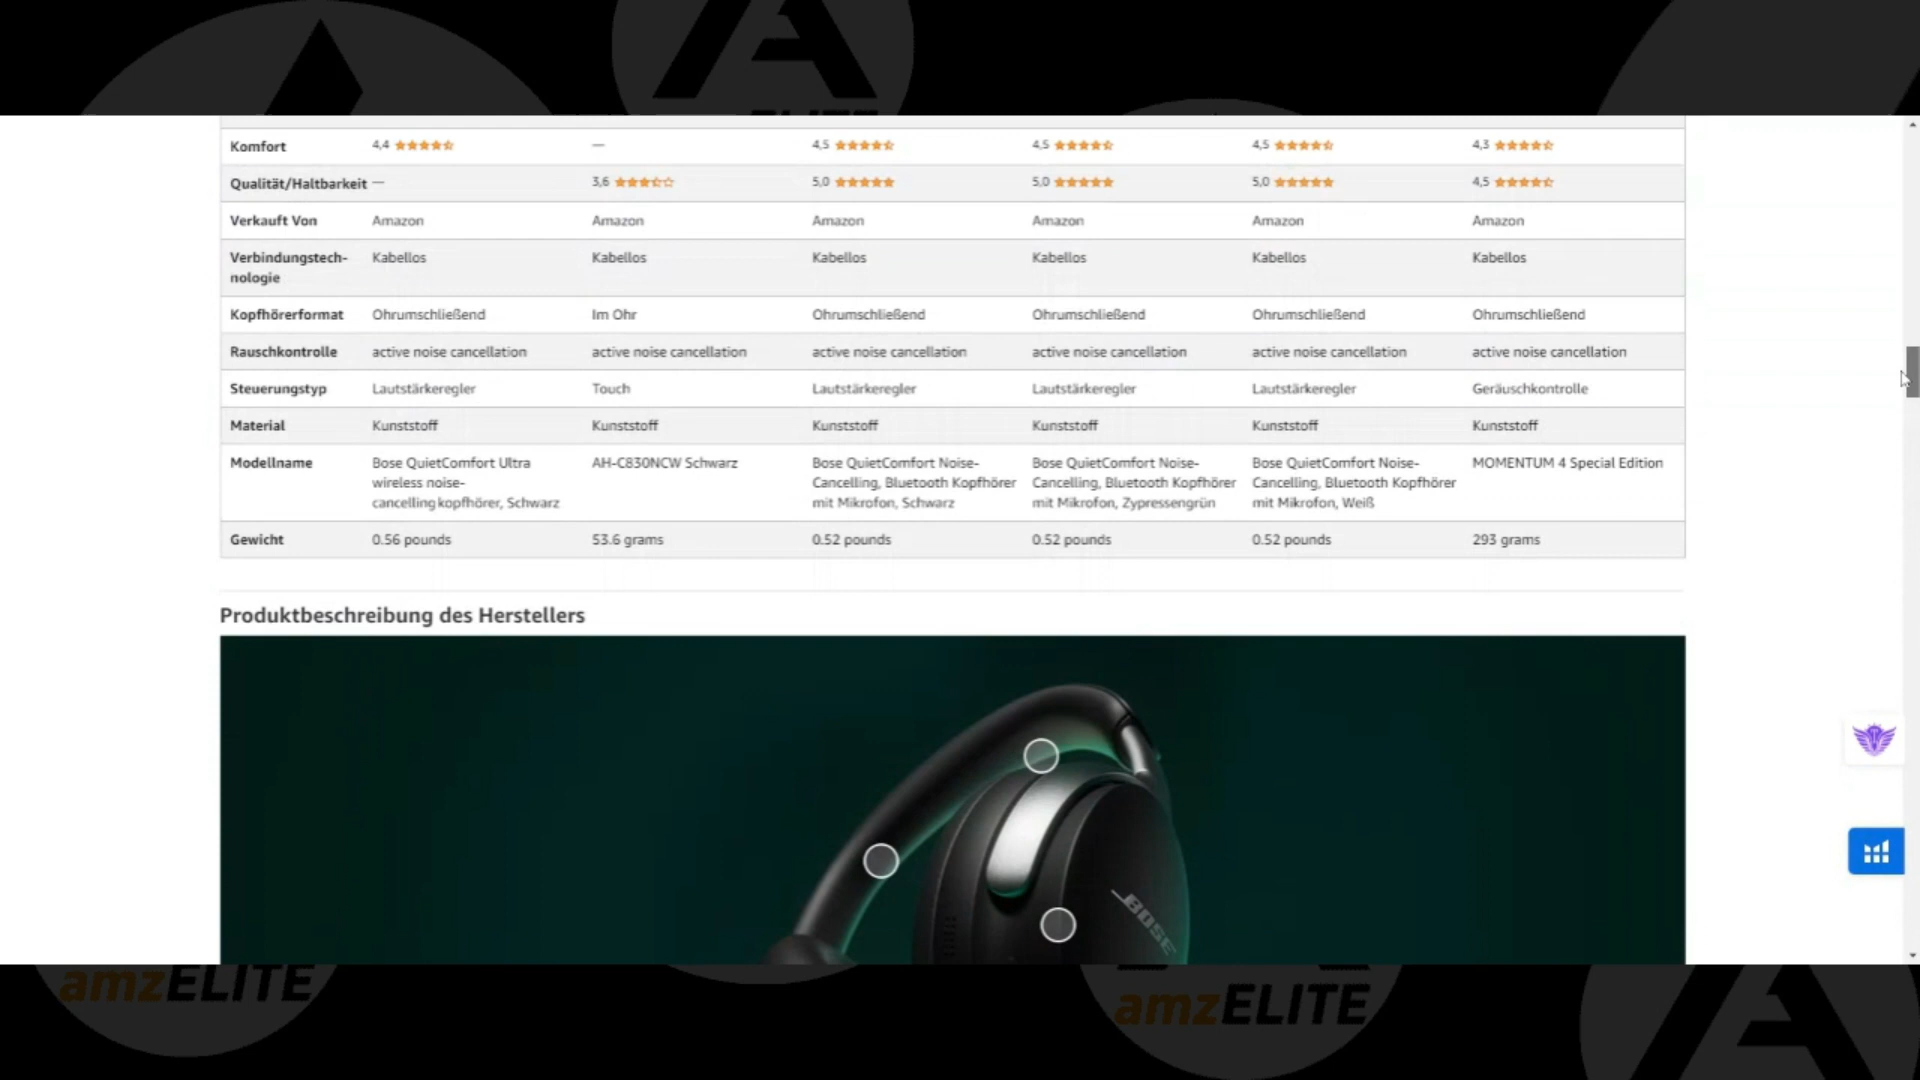 ELITE
Komfort 4,4 — 4,5 4,5 4,5 4,3
Qualität/Haltbarkeit — 3,6 5,0 5,0 5,0 4,5
Verkauft Von Amazon Amazon Amazon Amazon Amazon Amazon
Verbindungstech- Kabellos Kabellos Kabellos Kabellos Kabellos Kabellos
nologie
Kopfhörerformat Ohrumschließend Im Ohr Ohrumschließend Ohrumschließend Ohrumschließend Ohrumschließend
Rauschkontrolle active noise cancellation active noise cancellation active noise cancellation active noise cancellation active noise cancellation active noise cancellation
Steuerungstyp Lautstärkeregler Touch Lautstärkeregler Lautstärkeregler Lautstärkeregler Geräuschkontrolle
Material Kunststoff Kunststoff Kunststoff Kunststoff Kunststoff Kunststoff
Modellname Bose QuietComfort Ultra AH-C830NCW Schwarz Bose QuietComfort Noise- Bose QuietComfort Noise- Bose QuietComfort Noise- MOMENTUM 4 Special Edition
wireless noise- Cancelling, Bluetooth Kopfhörer Cancelling, Bluetooth Kopfhörer Cancelling, Bluetooth Kopfhörer
cancelling kopfhörer, Schwarz mit Mikrofon, Schwarz mit Mikrofon, Zypressengrün mit Mikrofon, Weiß
Gewicht 0.56 pounds 53.6 grams 0.52 pounds 0.52 pounds 0.52 pounds 293 grams
Produktbeschreibung des Herstellers
BOSE
amzELITE
amzELITE